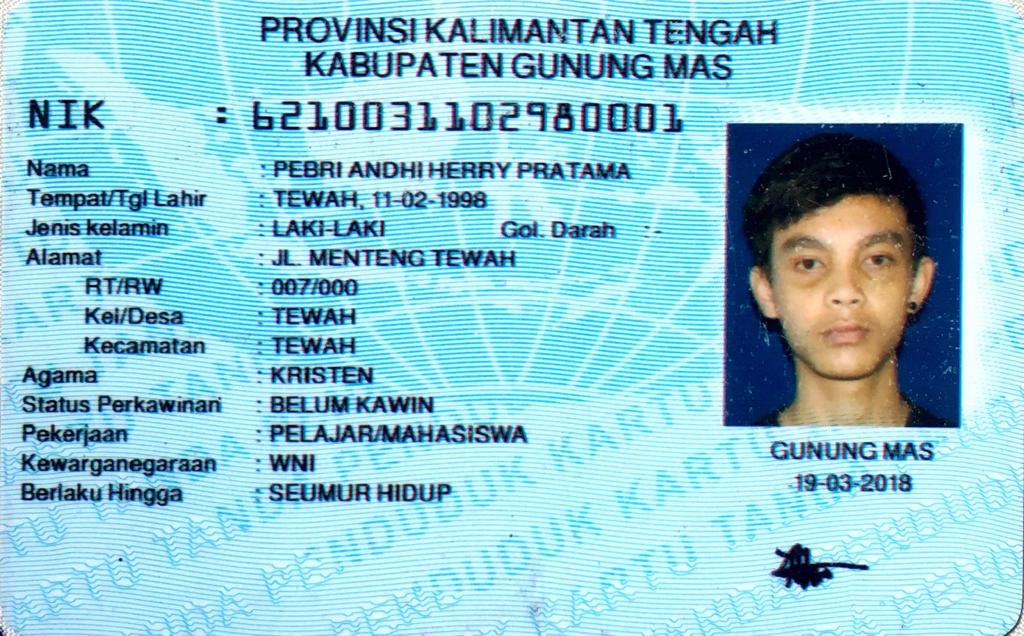 PROVINSI KALIMANTAN TENGAH
KABUPATEN GUNUNG MAS
NIK : 6210031102980001
Nama : PEBRI ANDHI HERRY PRATAMA
Tempat/Tgl Lahir : TEWAH, 11-02-1998
Jenis kelamin : LAKI-LAKI Gol. Darah :-
Alamat : JL. MENTENG TEWAH
RT/RW : 007/000
Kel/Desa : TEWAH
Kecamatan : TEWAH
Agama : KRISTEN
Status Perkawinan : BELUM KAWIN
Pekerjaan : PELAJAR/MAHASISWA
Kewarganegaraan : WNI
Berlaku Hingga : SEUMUR HIDUP
GUNUNG MAS
19-03-2018